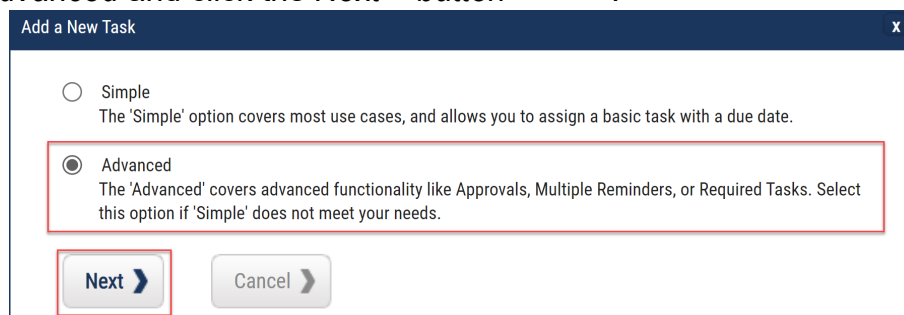 Add a New Task
x
Simple
The 'Simple' option covers most use cases, and allows you to assign a basic task with a due date.
Advanced
The 'Advanced' covers advanced functionality like Approvals, Multiple Reminders, or Required Tasks. Select
this option if 'Simple' does not meet your needs.
Next ❯
Cancel ❯